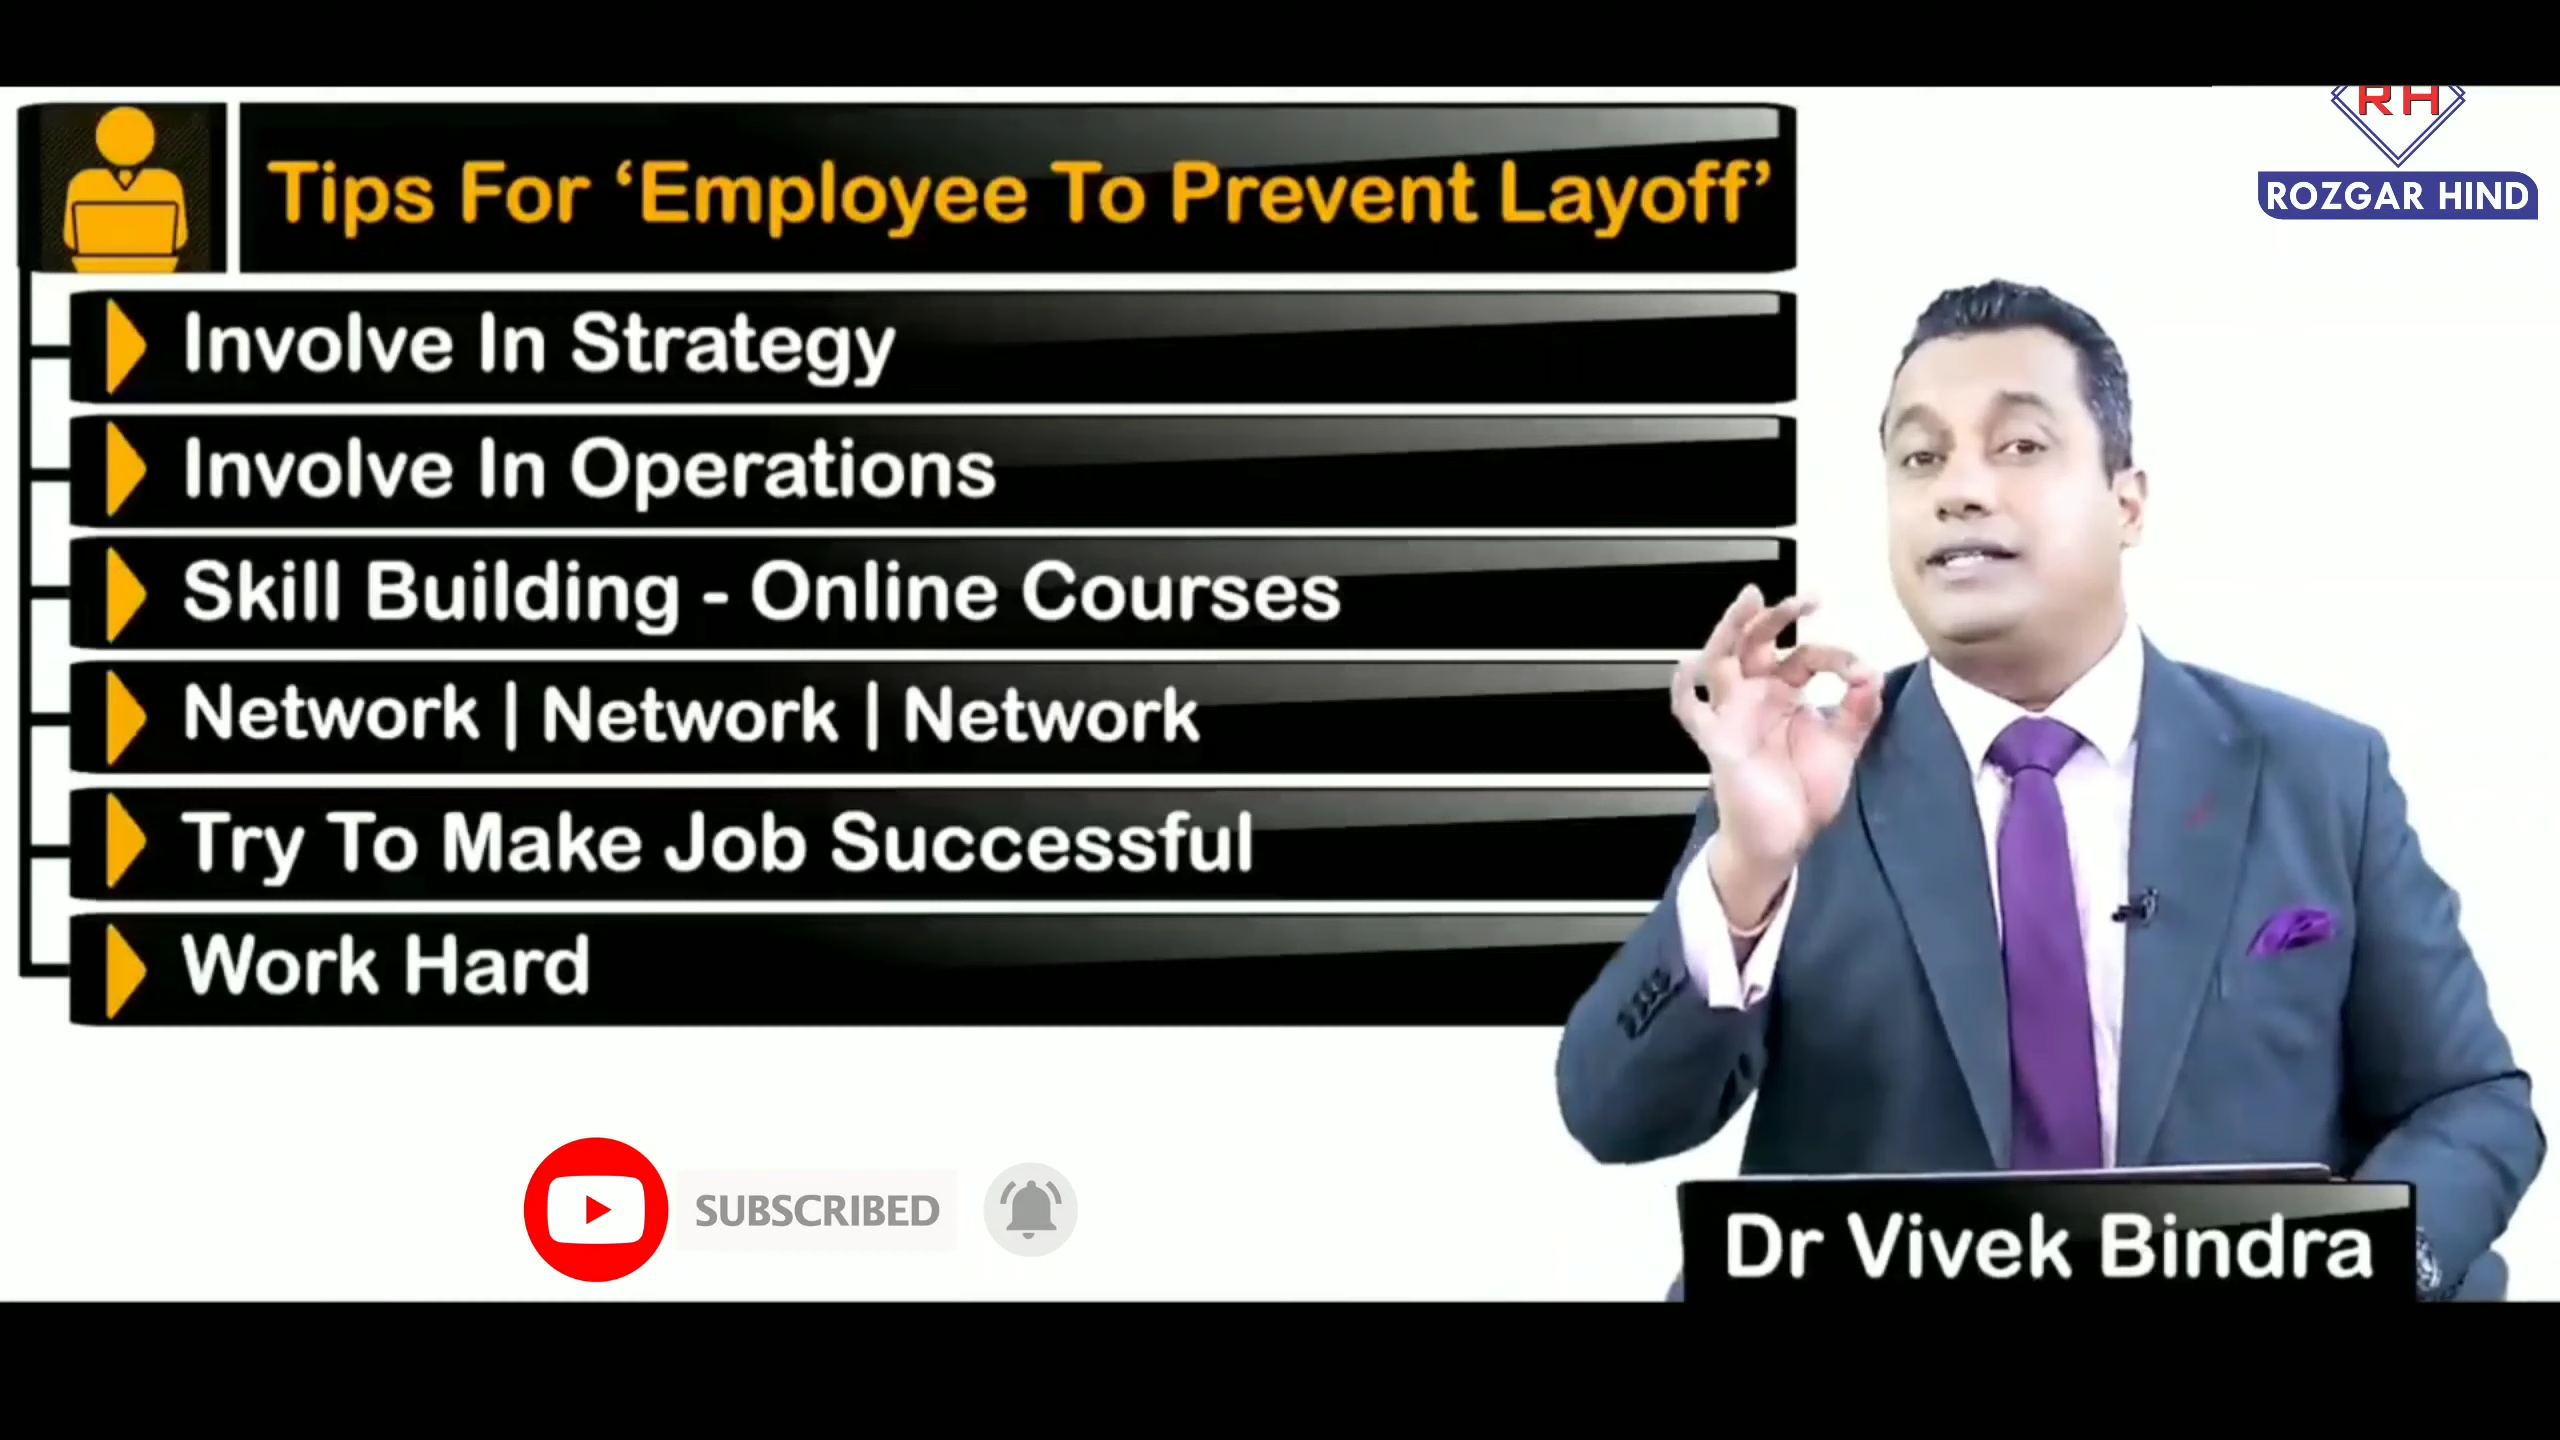 RH
ROZGAR HIND
Tips For ‘Employee To Prevent Layoff’
Involve In Strategy
Involve In Operations
Skill Building - Online Courses
Network | Network | Network
Try To Make Job Successful
Work Hard
SUBSCRIBED
Dr Vivek Bindra